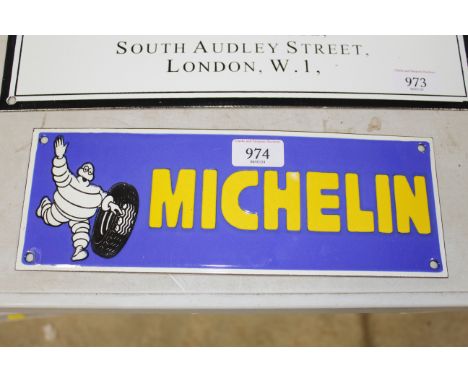 SOUTH AUDLEY STREET,
LONDON, W.1,
973
974
MICHELIN